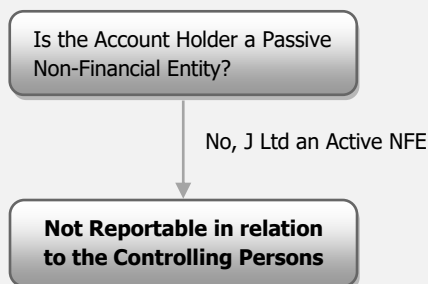 Is the Account Holder a Passive
Non-Financial Entity?
No, J Ltd an Active NFE
Not Reportable in relation
to the Controlling Persons